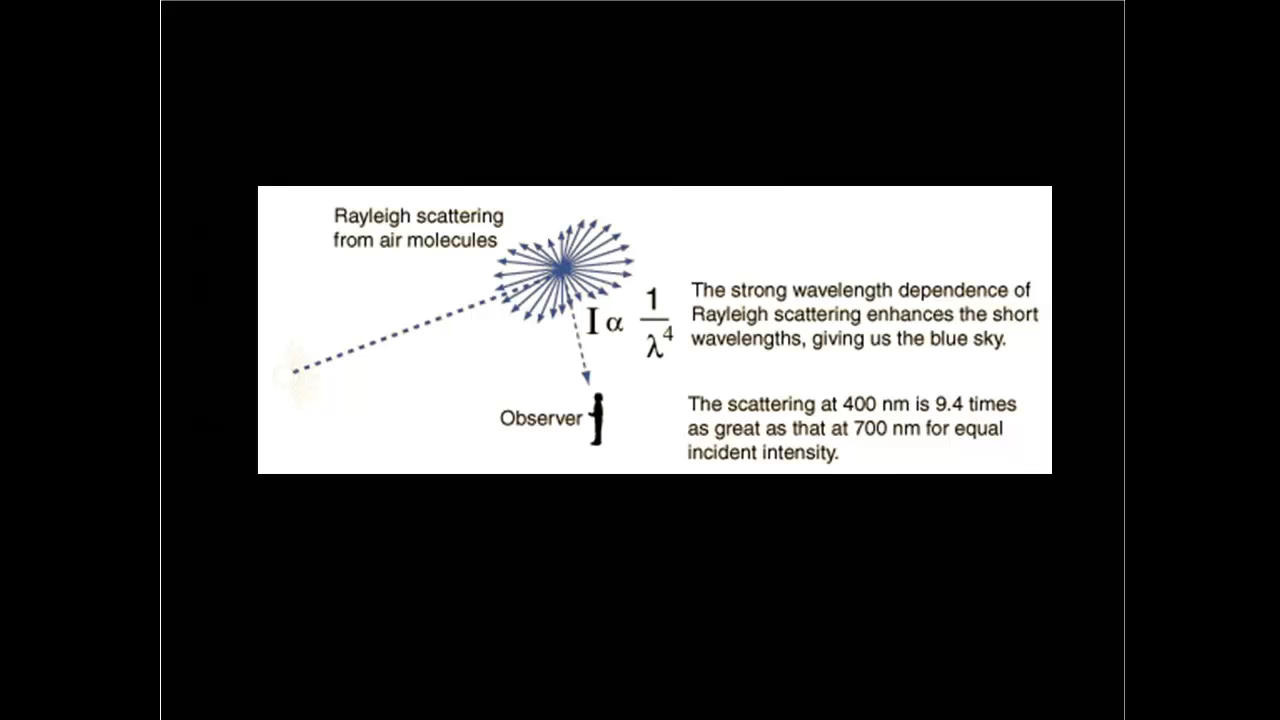 Rayleigh scattering
from air molecules
I α 1/λ⁴
The strong wavelength dependence of
Rayleigh scattering enhances the short
wavelengths, giving us the blue sky.
Observer
The scattering at 400 nm is 9.4 times
as great as that at 700 nm for equal
incident intensity.